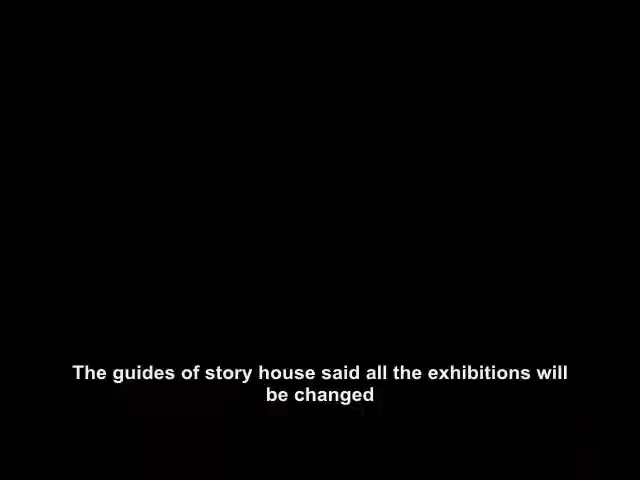 The guides of story house said all the exhibitions will
be changed